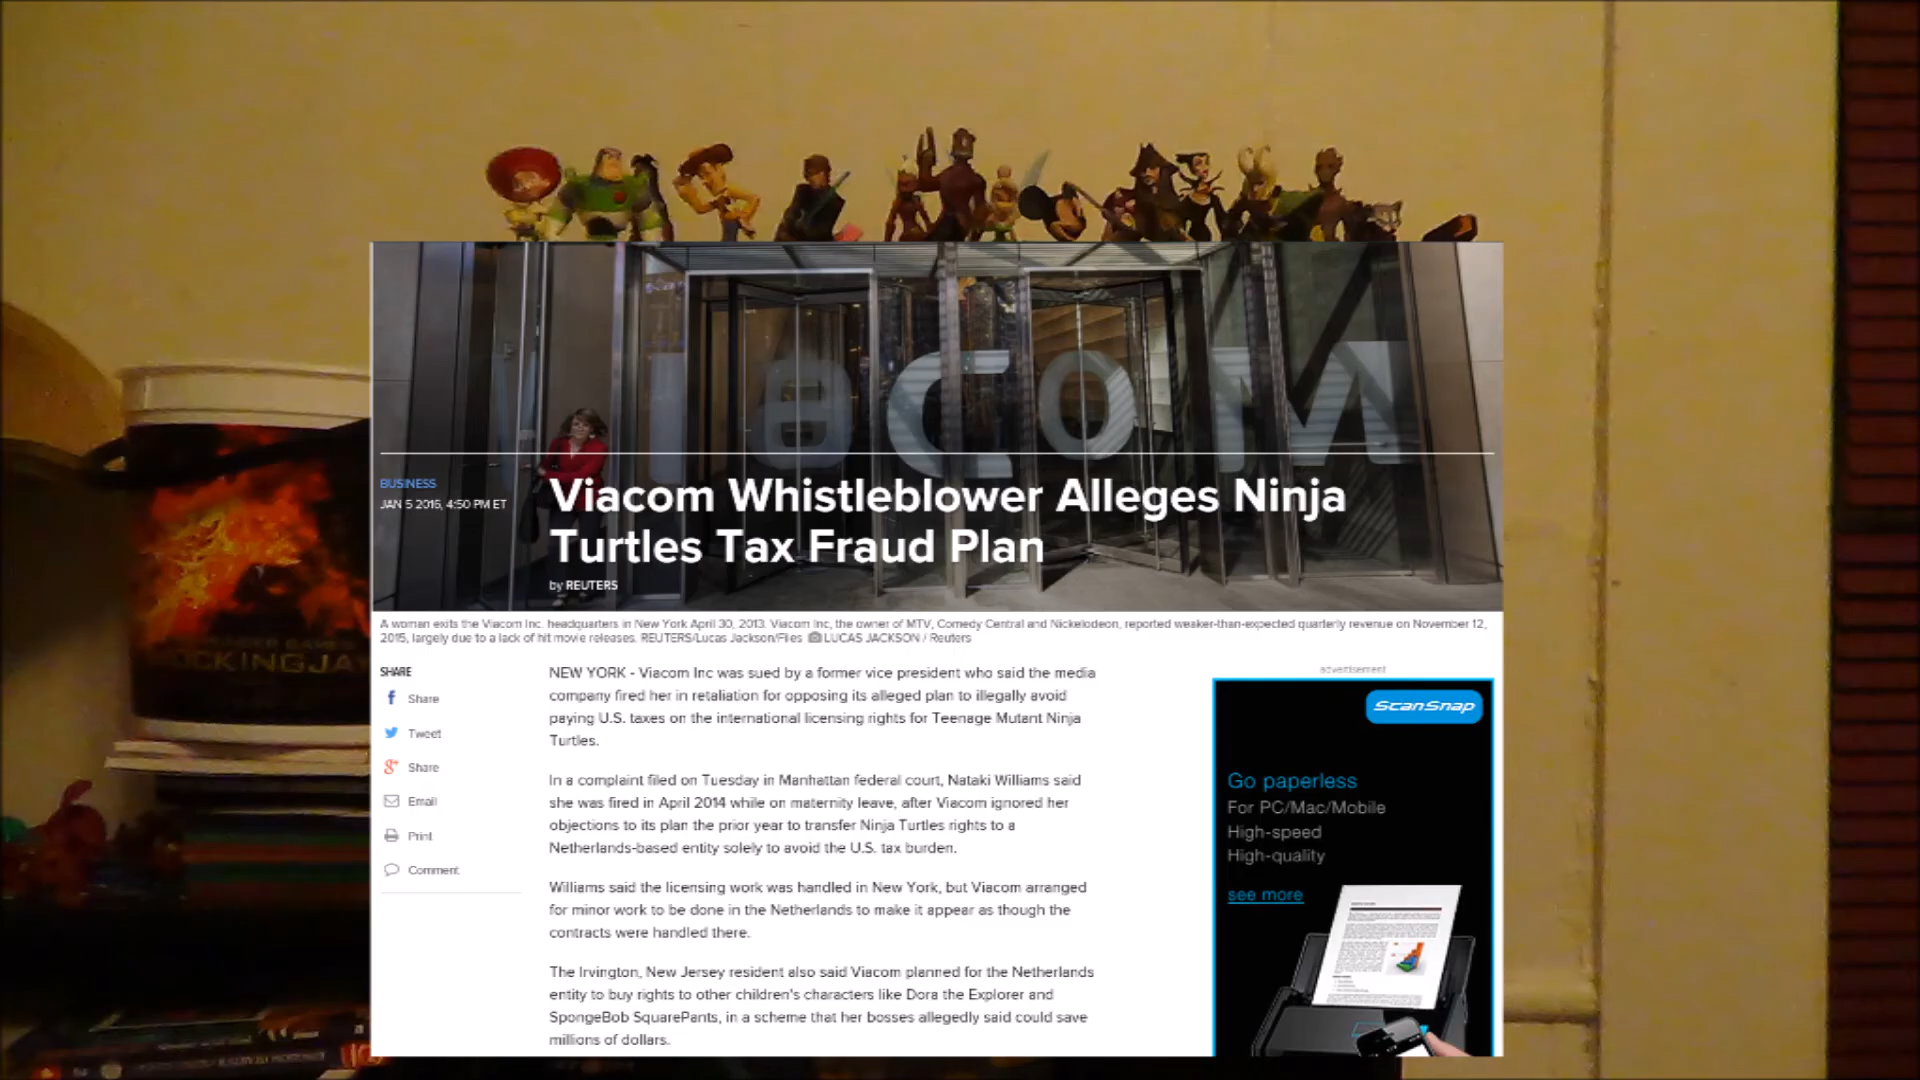 acom
BUSINESS
JAN 5 2016, 4:50 PM ET
Viacom Whistleblower Alleges Ninja
Turtles Tax Fraud Plan
by REUTERS
A woman exits the Viacom Inc. headquarters in New York April 30, 2013. Viacom Inc, the owner of MTV, Comedy Central and Nickelodeon, reported weaker-than-expected quarterly revenue on November 12,
2015, largely due to a lack of hit movie releases. REUTERS/Lucas Jackson/Files LUCAS JACKSON / Reuters
SHARE
Share
Tweet
Share
Email
Print
Comment
NEW YORK - Viacom Inc was sued by a former vice president who said the media
company fired her in retaliation for opposing its alleged plan to illegally avoid
paying U.S. taxes on the international licensing rights for Teenage Mutant Ninja
Turtles.
In a complaint filed on Tuesday in Manhattan federal court, Nataki Williams said
she was fired in April 2014 while on maternity leave, after Viacom ignored her
objections to its plan the prior year to transfer Ninja Turtles rights to a
Netherlands-based entity solely to avoid the U.S. tax burden.
Williams said the licensing work was handled in New York, but Viacom arranged
for minor work to be done in the Netherlands to make it appear as though the
contracts were handled there.
The Irvington, New Jersey resident also said Viacom planned for the Netherlands
entity to buy rights to other children's characters like Dora the Explorer and
SpongeBob SquarePants, in a scheme that her bosses allegedly said could save
millions of dollars.
advertisement
ScanSnap
Go paperless
For PC/Mac/Mobile
High-speed
High-quality
see more
OCKINGJA